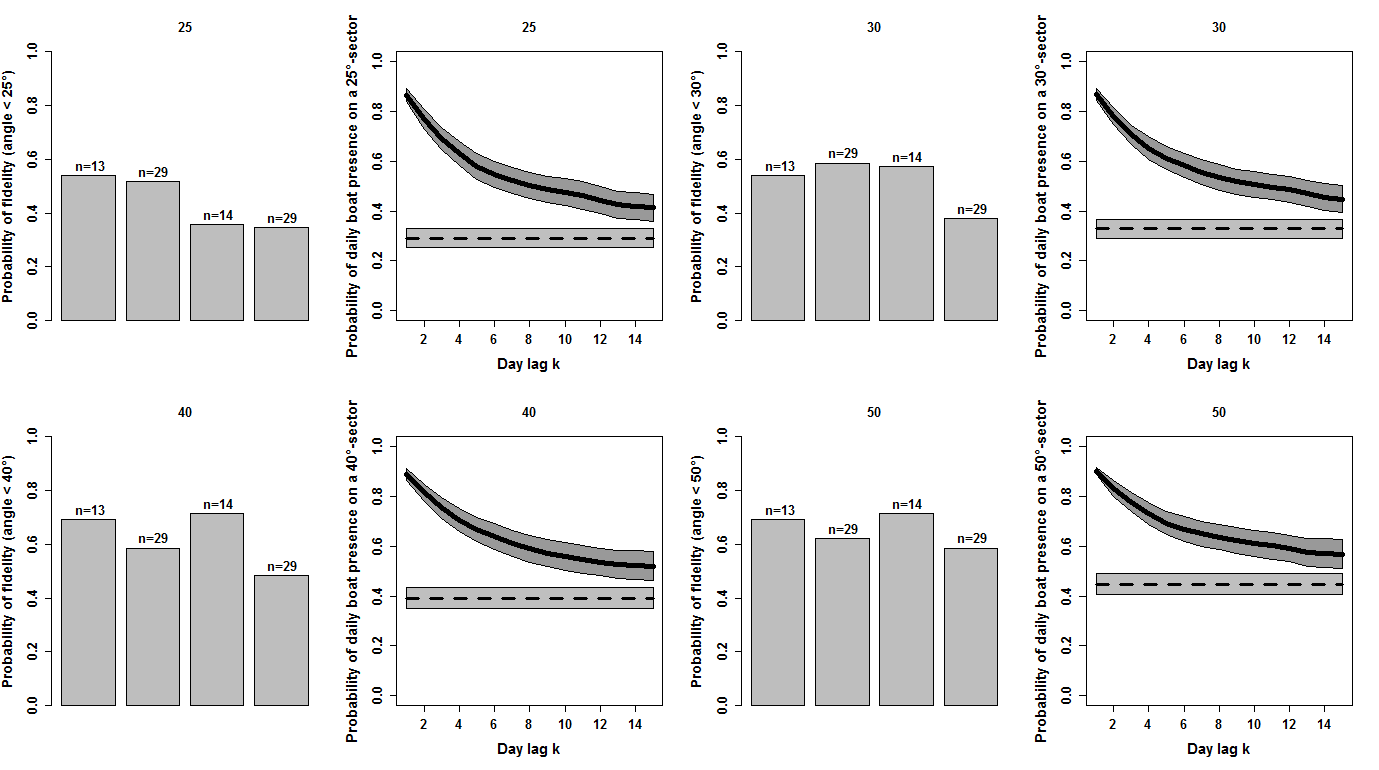 25
Probability of fidelity (angle < 25°)
0.0 0.2 0.4 0.6 0.8 1.0
n=13 n=29 n=14 n=29
25
Probability of daily boat presence on a 25°-sector
0.0 0.2 0.4 0.6 0.8 1.0
2 4 6 8 10 12 14
Day lag k
30
Probability of fidelity (angle < 30°)
0.0 0.2 0.4 0.6 0.8 1.0
n=13 n=29 n=14 n=29
30
Probability of daily boat presence on a 30°-sector
0.0 0.2 0.4 0.6 0.8 1.0
2 4 6 8 10 12 14
Day lag k
40
Probability of fidelity (angle < 40°)
0.0 0.2 0.4 0.6 0.8 1.0
n=13 n=29 n=14 n=29
40
Probability of daily boat presence on a 40°-sector
0.0 0.2 0.4 0.6 0.8 1.0
2 4 6 8 10 12 14
Day lag k
50
Probability of fidelity (angle < 50°)
0.0 0.2 0.4 0.6 0.8 1.0
n=13 n=29 n=14 n=29
50
Probability of daily boat presence on a 50°-sector
0.0 0.2 0.4 0.6 0.8 1.0
2 4 6 8 10 12 14
Day lag k